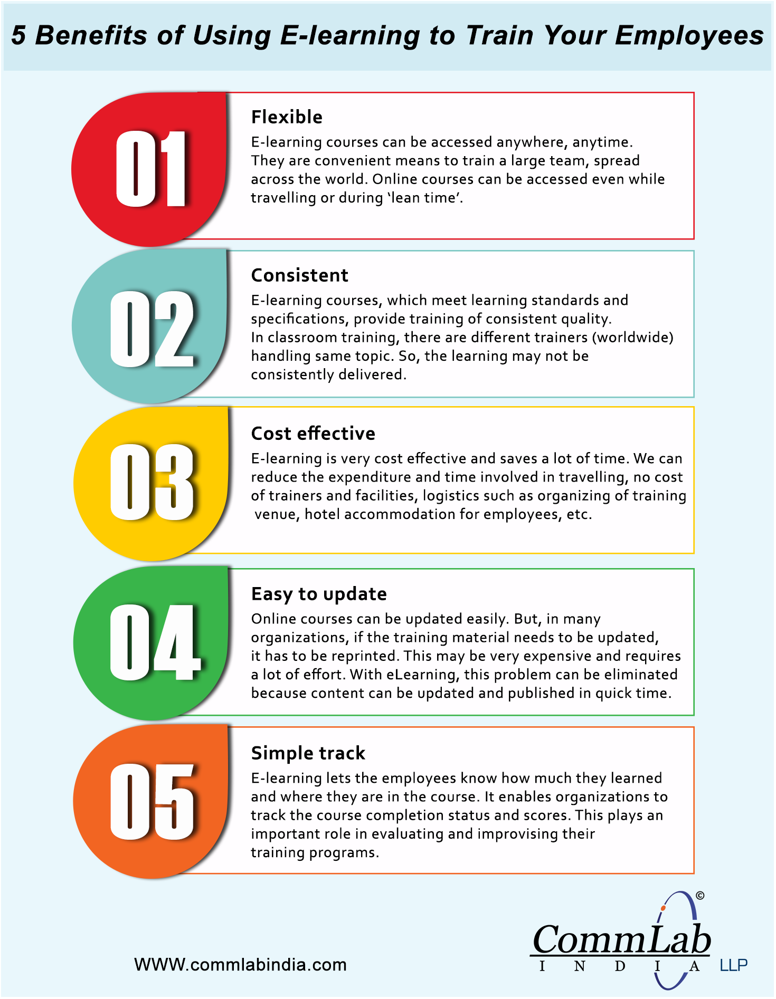 5 Benefits of Using E-learning to Train Your Employees
01
Flexible
E-learning courses can be accessed anywhere, anytime.
They are convenient means to train a large team, spread
across the world. Online courses can be accessed even while
travelling or during ‘lean time’.
02
Consistent
E-learning courses, which meet learning standards and
specifications, provide training of consistent quality.
In classroom training, there are different trainers (worldwide)
handling same topic. So, the learning may not be
consistently delivered.
03
Cost effective
E-learning is very cost effective and saves a lot of time. We can
reduce the expenditure and time involved in travelling, no cost
of trainers and facilities, logistics such as organizing of training
venue, hotel accommodation for employees, etc.
04
Easy to update
Online courses can be updated easily. But, in many
organizations, if the training material needs to be updated,
it has to be reprinted. This may be very expensive and requires
a lot of effort. With eLearning, this problem can be eliminated
because content can be updated and published in quick time.
05
Simple track
E-learning lets the employees know how much they learned
and where they are in the course. It enables organizations to
track the course completion status and scores. This plays an
important role in evaluating and improvising their
training programs.
WWW.commlabindia.com
©
CommLab
INDIA LLP